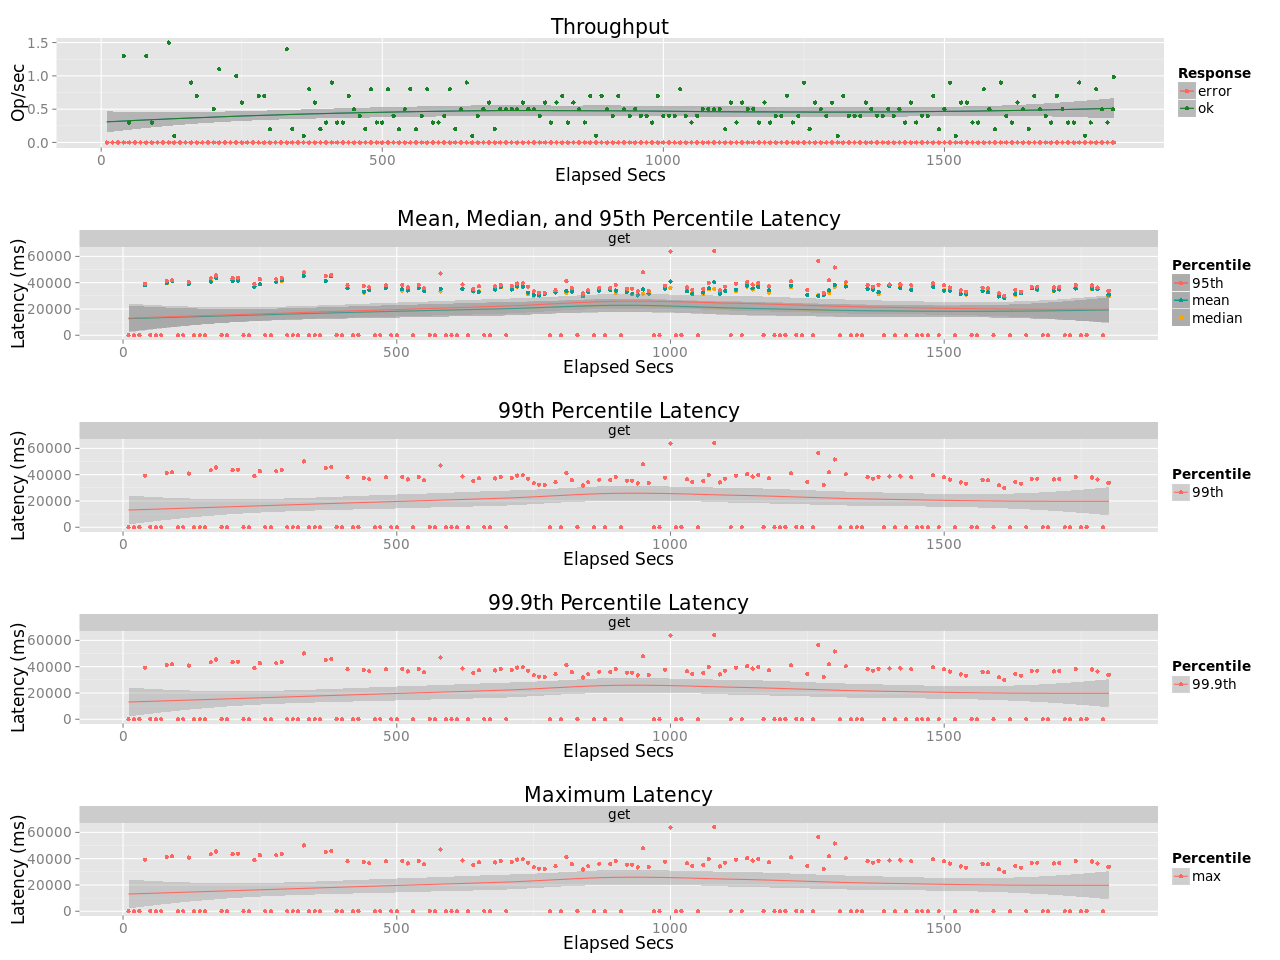 Throughput
Op/sec
1.5
1.0
0.5
0.0
0
500
1000
1500
Elapsed Secs
Response
error
ok
Mean, Median, and 95th Percentile Latency
get
Latency (ms)
60000
40000
20000
0
0
500
1000
1500
Elapsed Secs
Percentile
95th
mean
median
99th Percentile Latency
get
Latency (ms)
60000
40000
20000
0
0
500
1000
1500
Elapsed Secs
Percentile
99th
99.9th Percentile Latency
get
Latency (ms)
60000
40000
20000
0
0
500
1000
1500
Elapsed Secs
Percentile
99.9th
Maximum Latency
get
Latency (ms)
60000
40000
20000
0
0
500
1000
1500
Elapsed Secs
Percentile
max